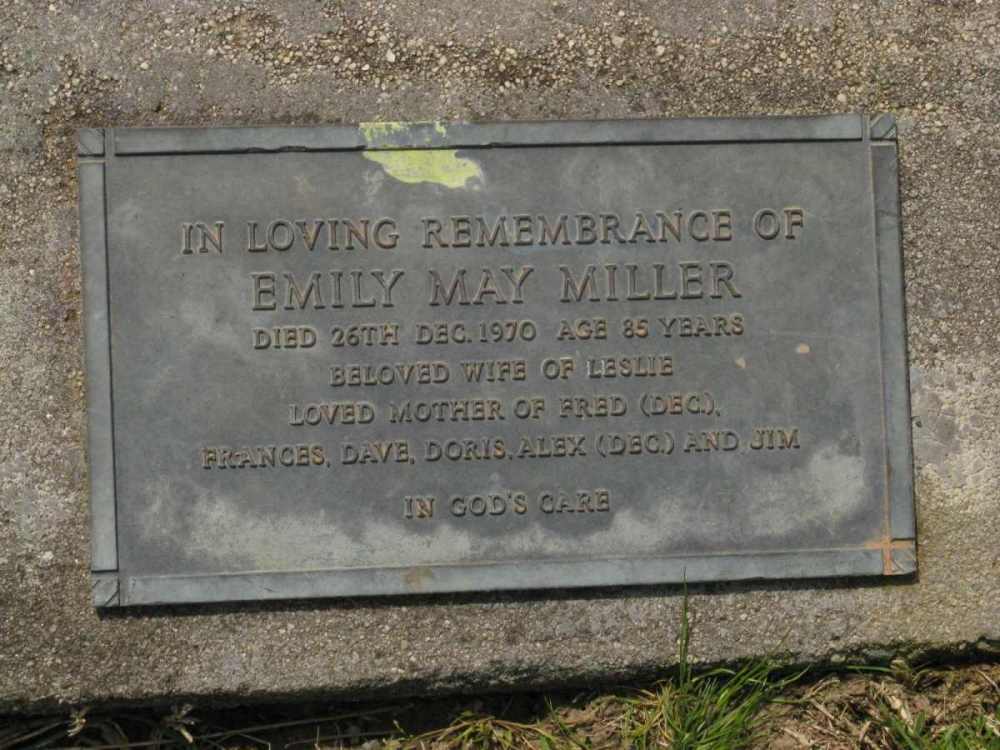 IN LOVING REMEMBRANCE OF
EMILY MAY MILLER
DIED 26TH DEC. 1970 AGE 85 YEARS
BELOVED WIFE OF LESLIE
LOVED MOTHER OF FRED (DEC.),
FRANCES, DAVE, DORIS, ALEX (DEC.) AND JIM
IN GOD'S CARE